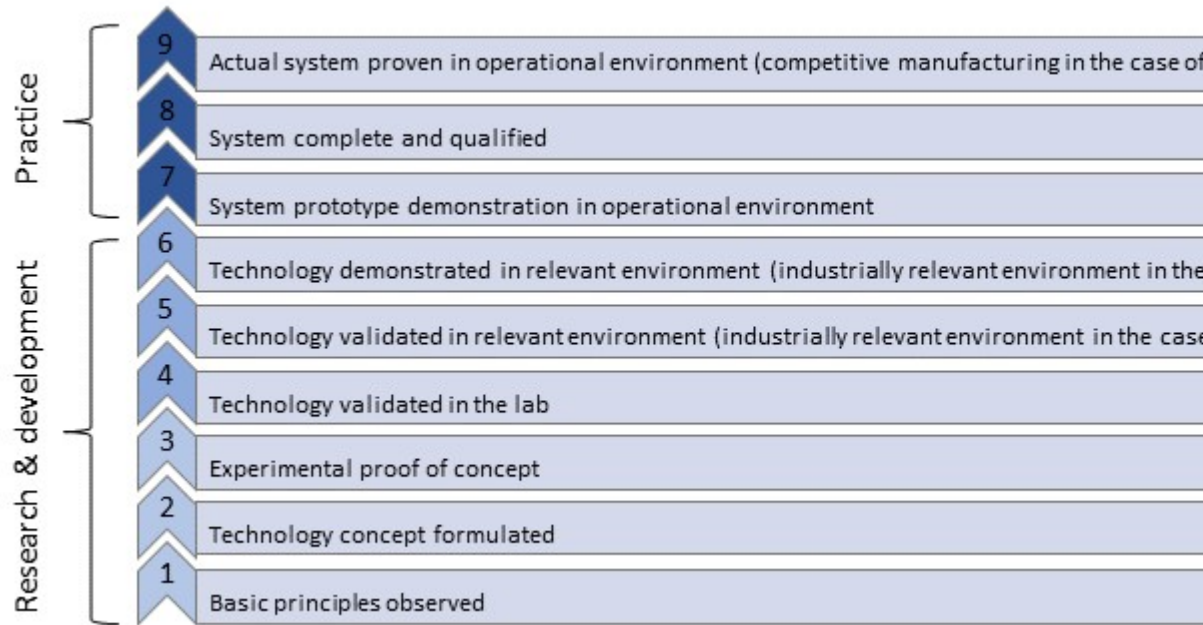 Practice
9
Actual system proven in operational environment (competitive manufacturing in the case of
8
System complete and qualified
7
System prototype demonstration in operational environment
Research & development
6
Technology demonstrated in relevant environment (industrially relevant environment in the
5
Technology validated in relevant environment (industrially relevant environment in the case
4
Technology validated in the lab
3
Experimental proof of concept
2
Technology concept formulated
1
Basic principles observed